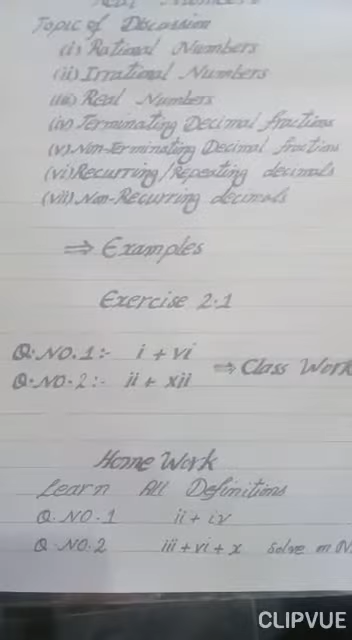 Real Numbers
Topic of Discussion
(i) Rational Numbers
(ii) Irrational Numbers
(iii) Real Numbers
(iv) Terminating Decimal fractions
(v) Non-Terminating Decimal fractions
(vi) Recurring/Repeating decimals
(vii) Non-Recurring decimals
⇒ Examples
Exercise 2.1
Q.NO.1:- i + vi
⇒ Class Work
Q.NO.2:- ii + xii
Home Work
Learn All Definitions
Q.NO.1 ii + iv
Q.NO.2 iii + vi + x Solve on
CLIPVUE